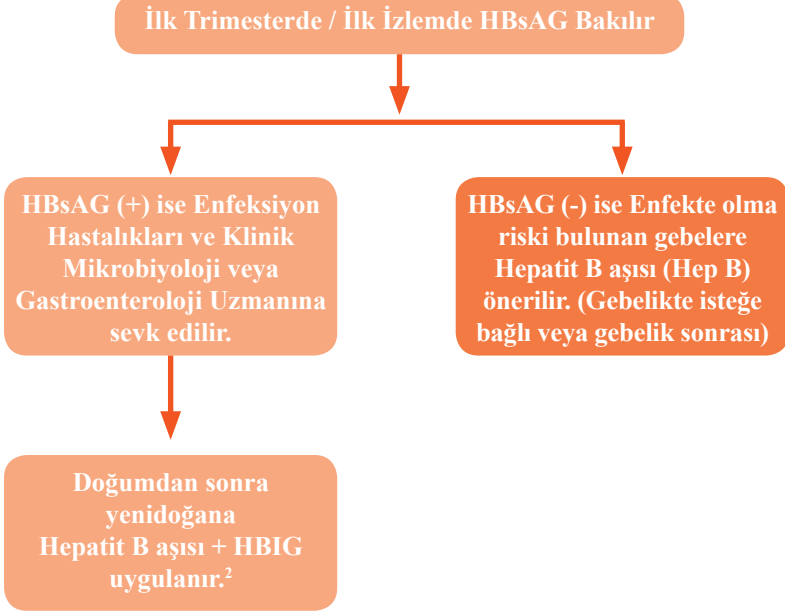 İlk Trimesterde / İlk İzlemde HBsAG Bakılır
HBsAG (+) ise Enfeksiyon
Hastalıkları ve Klinik
Mikrobiyoloji veya
Gastroenteroloji Uzmanına
sevk edilir.
HBsAG (-) ise Enfekte olma
riski bulunan gebelere
Hepatit B aşısı (Hep B)
önerilir. (Gebelikte isteğe
bağlı veya gebelik sonrası)
Doğumdan sonra
yenidoğana
Hepatit B aşısı + HBIG
uygulanır.²